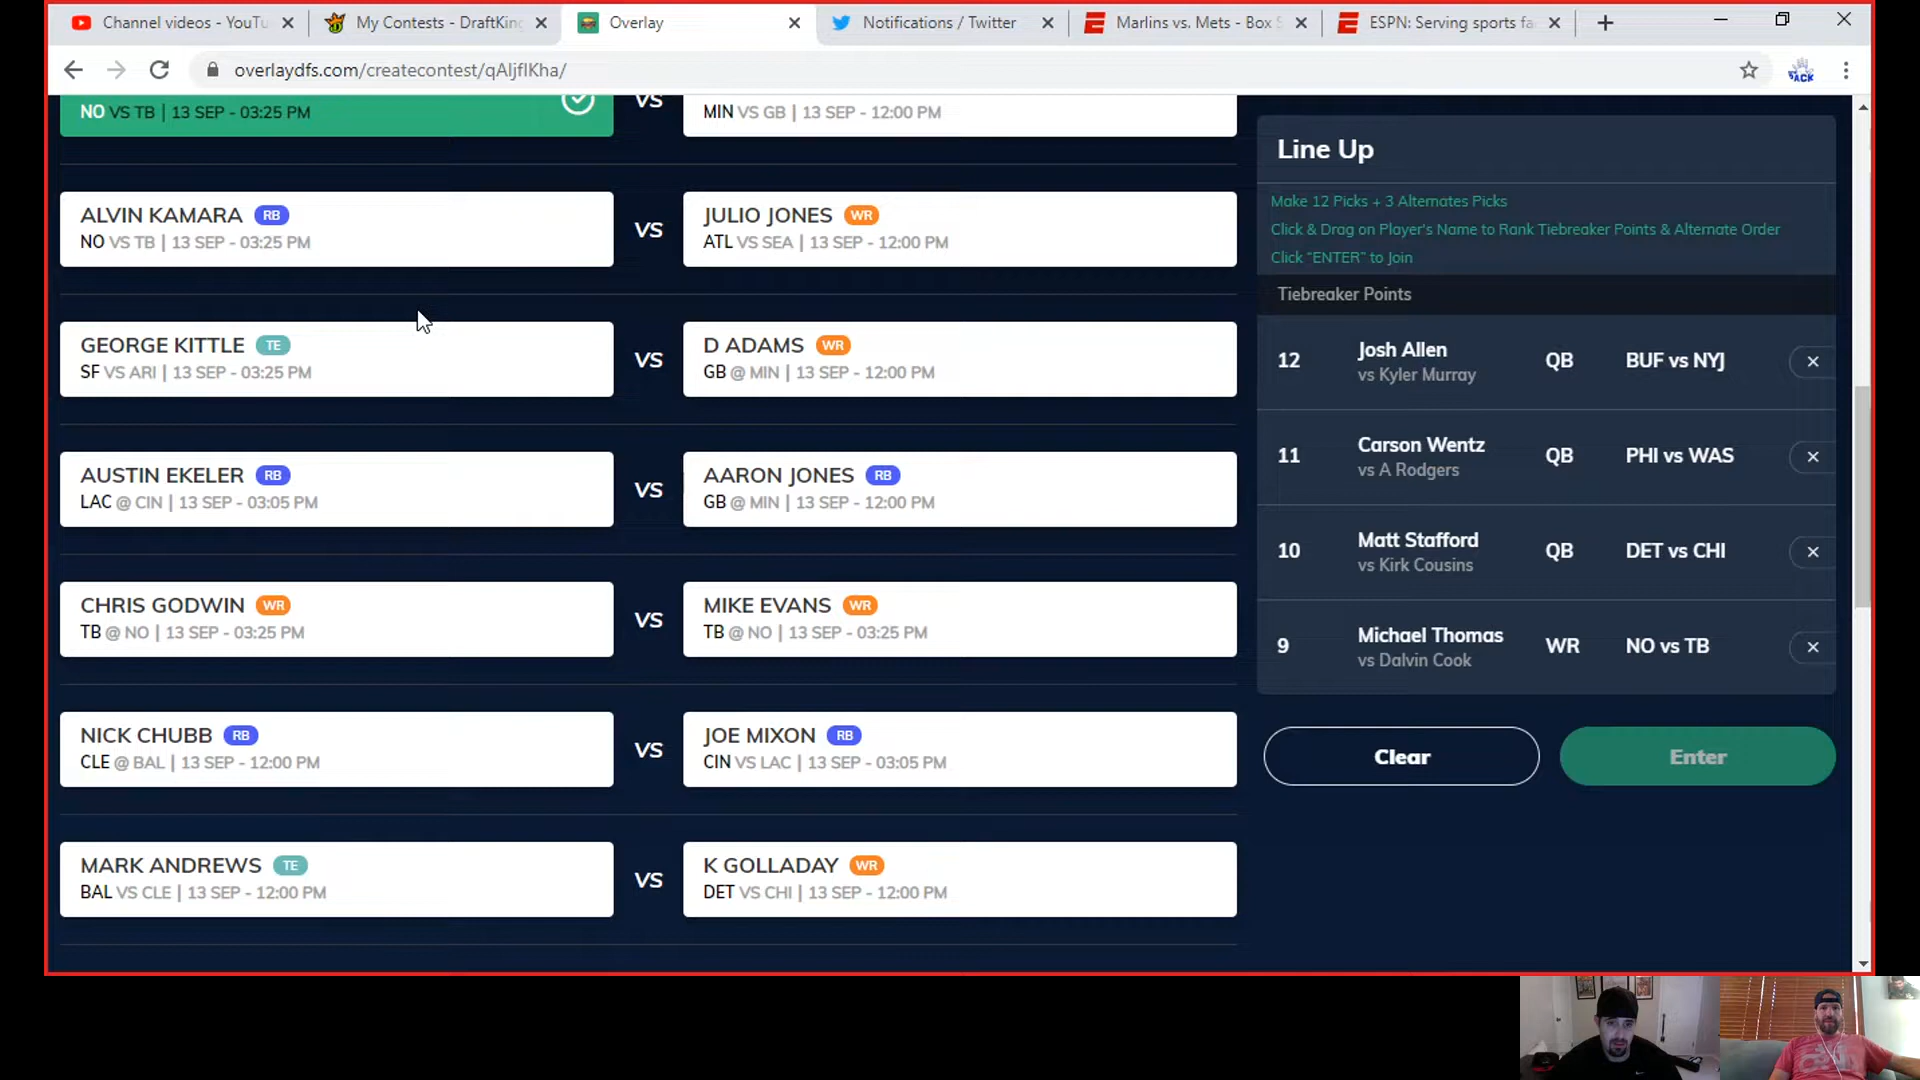 Channel videos - YouTu
My Contests - DraftKing
Overlay
Notifications / Twitter
Marlins vs. Mets - Box S
ESPN: Serving sports fa
overlaydfs.com/createcontest/qAljfIKha/
NO VS TB | 13 SEP - 03:25 PM
VS
MIN VS GB | 13 SEP - 12:00 PM
ALVIN KAMARA RB
NO VS TB | 13 SEP - 03:25 PM
VS
JULIO JONES WR
ATL VS SEA | 13 SEP - 12:00 PM
GEORGE KITTLE TE
SF VS ARI | 13 SEP - 03:25 PM
VS
D ADAMS WR
GB @ MIN | 13 SEP - 12:00 PM
AUSTIN EKELER RB
LAC @ CIN | 13 SEP - 03:05 PM
VS
AARON JONES RB
GB @ MIN | 13 SEP - 12:00 PM
CHRIS GODWIN WR
TB @ NO | 13 SEP - 03:25 PM
VS
MIKE EVANS WR
TB @ NO | 13 SEP - 03:25 PM
NICK CHUBB RB
CLE @ BAL | 13 SEP - 12:00 PM
VS
JOE MIXON RB
CIN VS LAC | 13 SEP - 03:05 PM
MARK ANDREWS TE
BAL VS CLE | 13 SEP - 12:00 PM
VS
K GOLLADAY WR
DET VS CHI | 13 SEP - 12:00 PM
Line Up
Make 12 Picks + 3 Alternates Picks
Click & Drag on Player's Name to Rank Tiebreaker Points & Alternate Order
Click “ENTER” to Join
Tiebreaker Points
12 Josh Allen QB BUF vs NYJ
vs Kyler Murray
11 Carson Wentz QB PHI vs WAS
vs A Rodgers
10 Matt Stafford QB DET vs CHI
vs Kirk Cousins
9 Michael Thomas WR NO vs TB
vs Dalvin Cook
Clear
Enter